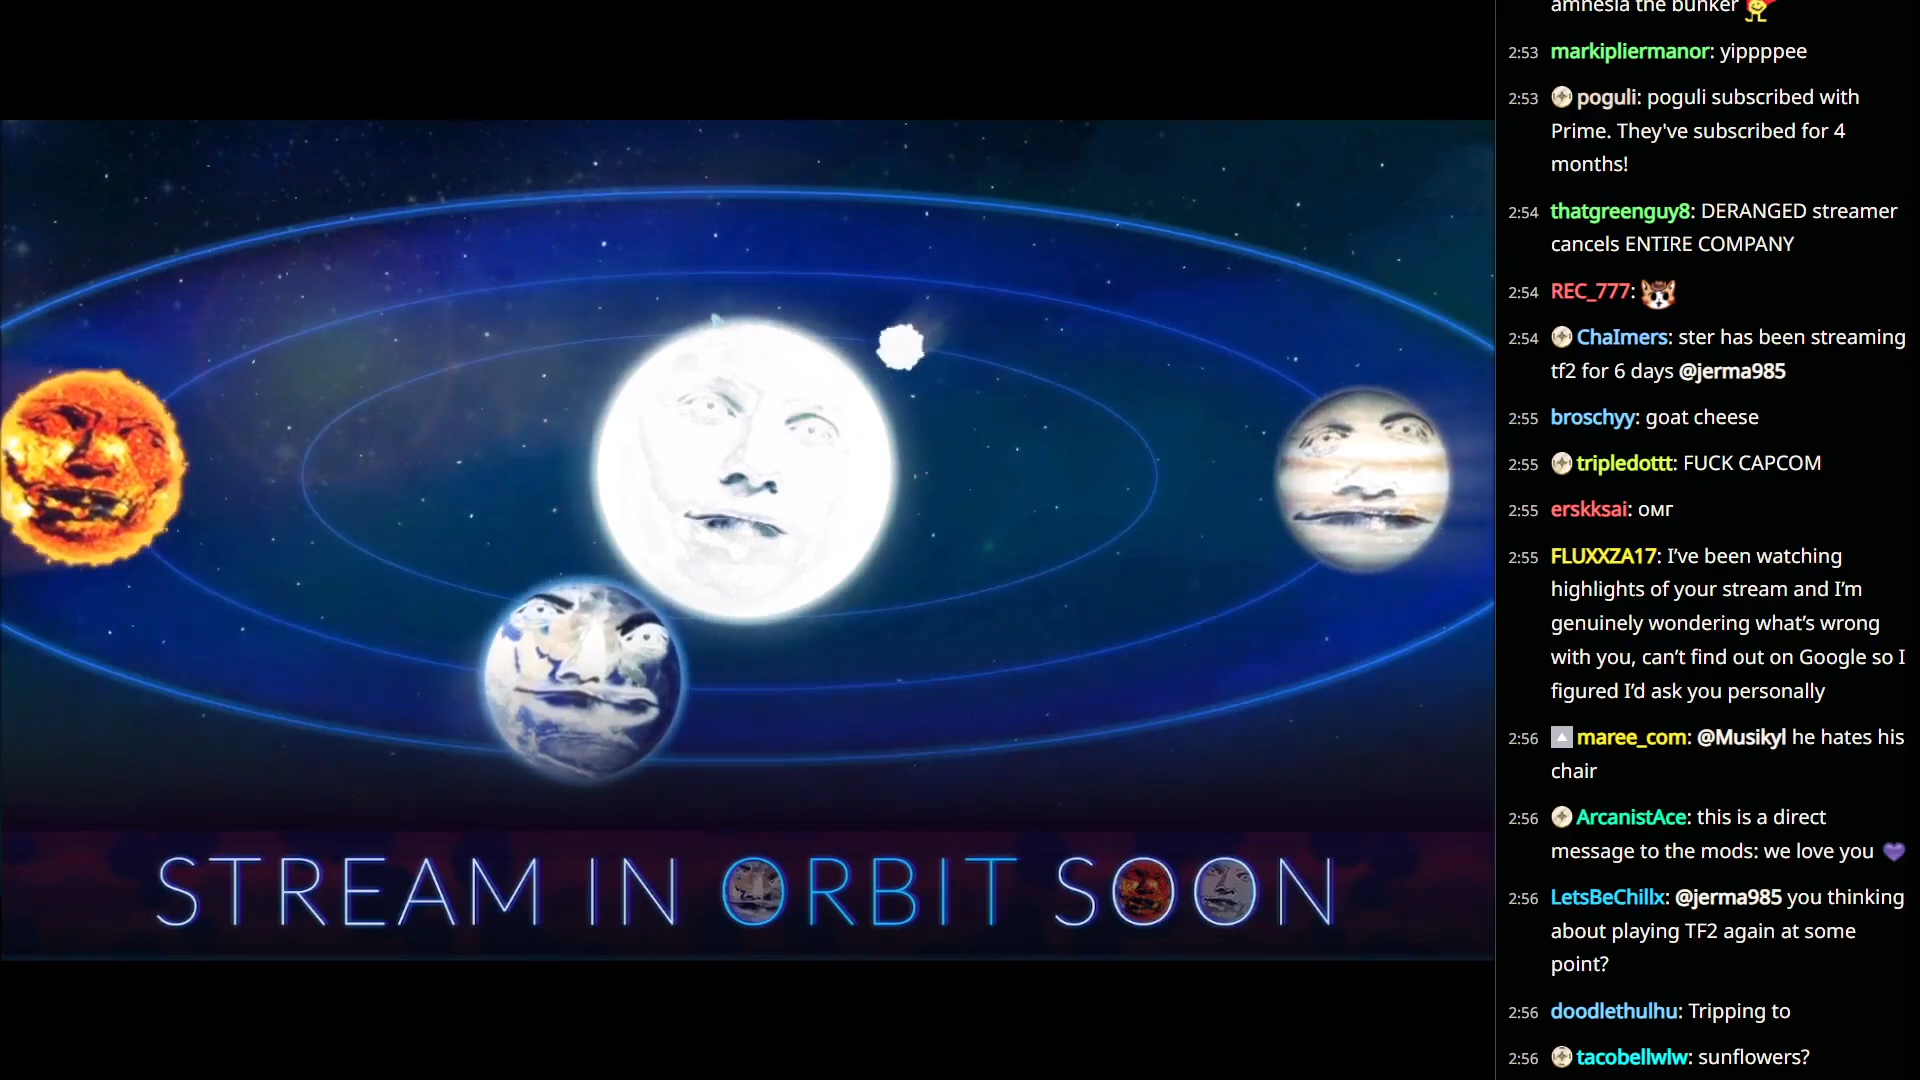 STREAM IN ORBIT SOON
amnesia the bunker
2:53 markipliermanor: yippppee
2:53 poguli: poguli subscribed with
Prime. They've subscribed for 4
months!
2:54 thatgreenguy8: DERANGED streamer
cancels ENTIRE COMPANY
2:54 REC_777:
2:54 ChaImers: ster has been streaming
tf2 for 6 days @jerma985
2:55 broschyy: goat cheese
2:55 tripledottt: FUCK CAPCOM
2:55 erskksai: омг
2:55 FLUXXZA17: I’ve been watching
highlights of your stream and I’m
genuinely wondering what’s wrong
with you, can’t find out on Google so I
figured I’d ask you personally
2:56 maree_com: @Musikyl he hates his
chair
2:56 ArcanistAce: this is a direct
message to the mods: we love you
2:56 LetsBeChillx: @jerma985 you thinking
about playing TF2 again at some
point?
2:56 doodlethulhu: Tripping to
2:56 tacobellwlw: sunflowers?